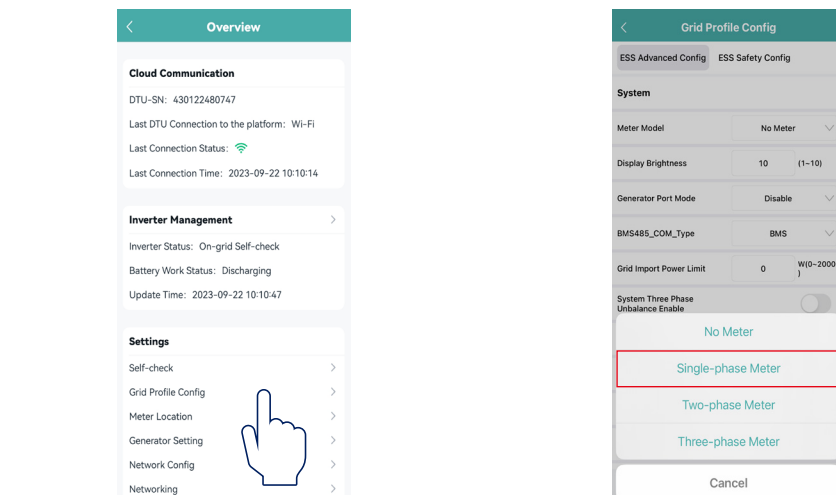 Overview
Cloud Communication
DTU-SN: 430122480747
Last DTU Connection to the platform: Wi-Fi
Last Connection Status:
Last Connection Time: 2023-09-22 10:10:14
Inverter Management
Inverter Status: On-grid Self-check
Battery Work Status: Discharging
Update Time: 2023-09-22 10:10:47
Settings
Self-check
Grid Profile Config
Meter Location
Generator Setting
Network Config
Networking
Grid Profile Config
ESS Advanced Config ESS Safety Config
System
Meter Model No Meter
Display Brightness 10 (1~10)
Generator Port Mode Disable
BMS485_COM_Type BMS
Grid Import Power Limit 0 W(0~2000
)
System Three Phase
Unbalance Enable
No Meter
Single-phase Meter
Two-phase Meter
Three-phase Meter
Cancel